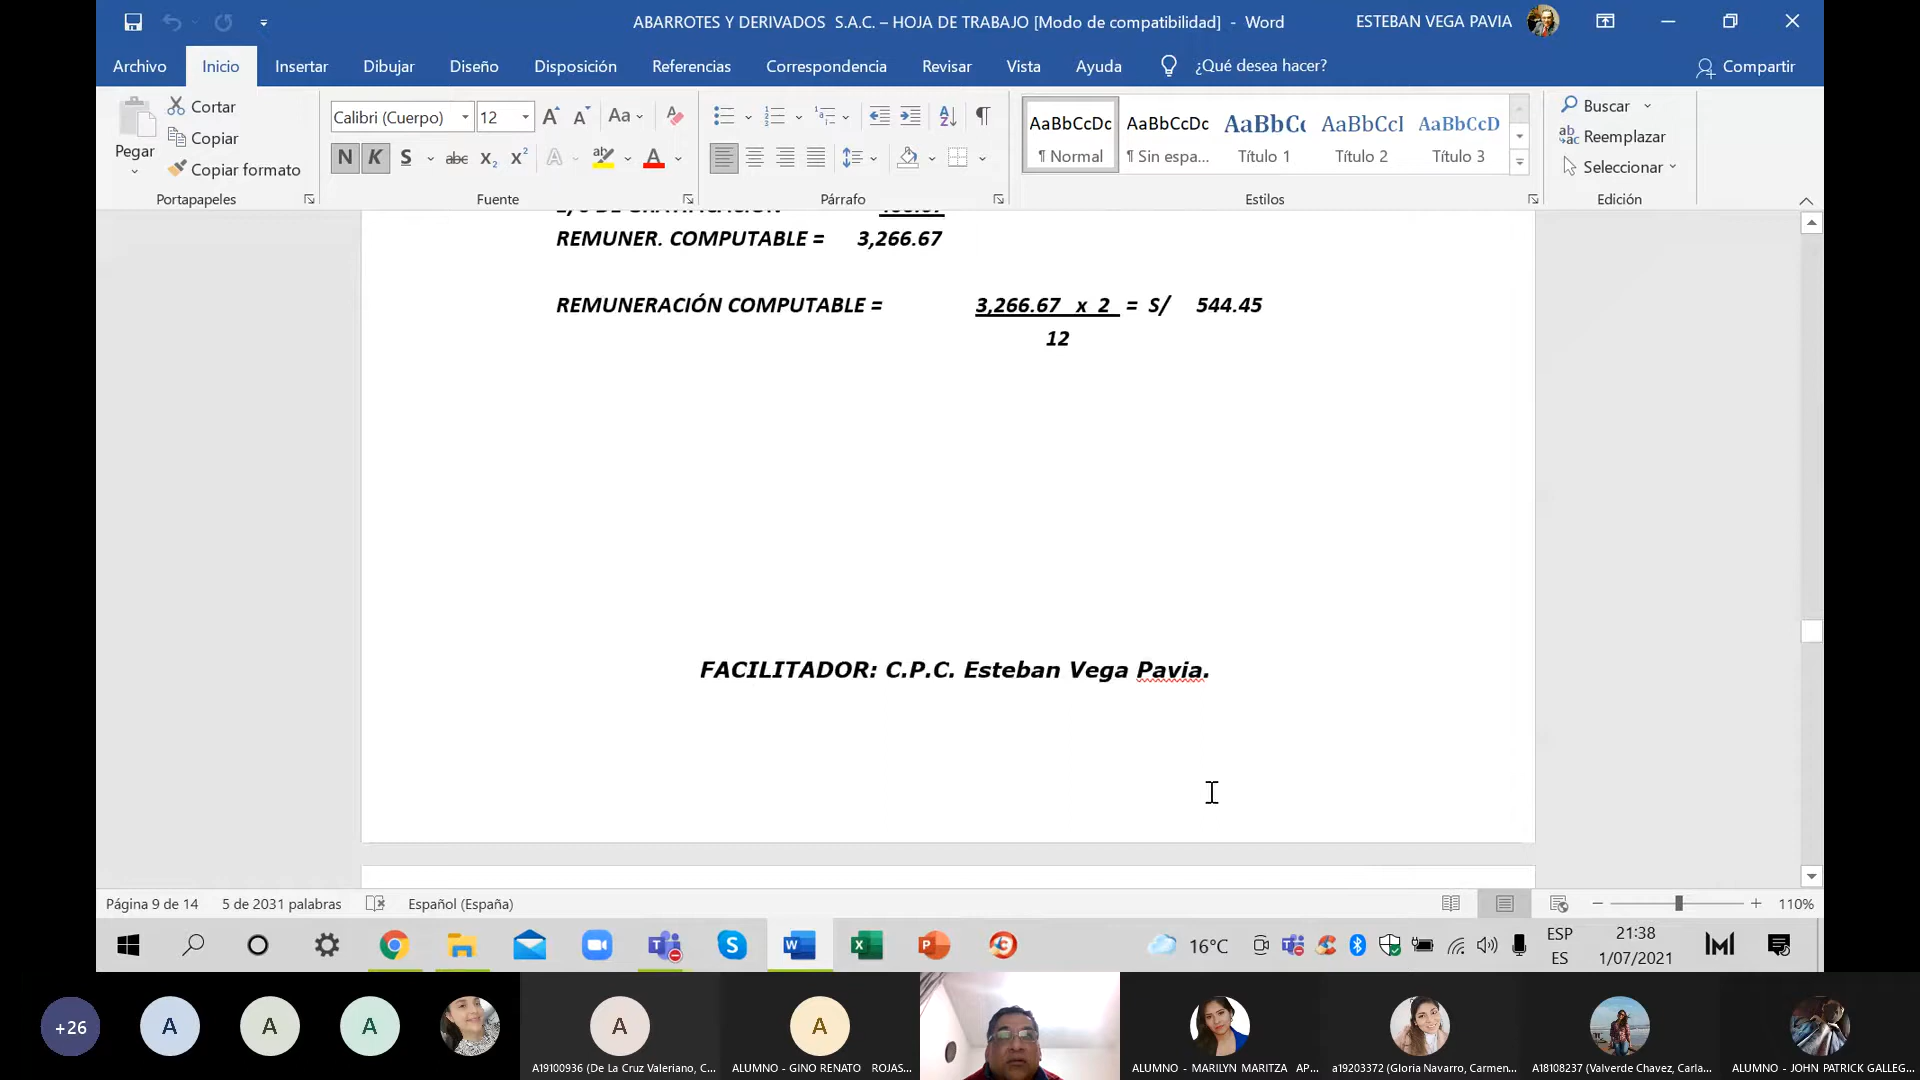 ABARROTES Y DERIVADOS S.A.C. – HOJA DE TRABAJO [Modo de compatibilidad] - Word
ESTEBAN VEGA PAVIA
Archivo Inicio Insertar Dibujar Diseño Disposición Referencias Correspondencia Revisar Vista Ayuda ¿Qué desea hacer? Compartir
Pegar
Cortar
Copiar
Copiar formato
Portapapeles
Calibri (Cuerpo) 12
Aa
N K S abc x₂ x² A A
Fuente
Párrafo
AaBbCcDc AaBbCcDc AaBbCc AaBbCcI AaBbCcD
¶ Normal ¶ Sin espa... Título 1 Título 2 Título 3
Estilos
Buscar
Reemplazar
Seleccionar
Edición
REMUNER. COMPUTABLE = 3,266.67
REMUNERACIÓN COMPUTABLE = 3,266.67 x 2 = S/ 544.45
12
FACILITADOR: C.P.C. Esteban Vega Pavia.
Página 9 de 14 5 de 2031 palabras Español (España) 110%
16°C
ESP
ES
21:38
1/07/2021
+26
A
A
A
A
A
A19100936 (De La Cruz Valeriano, C...
ALUMNO - GINO RENATO ROJAS...
ALUMNO - MARILYN MARITZA AP...
a19203372 (Gloria Navarro, Carmen...
A18108237 (Valverde Chavez, Carla...
ALUMNO - JOHN PATRICK GALLEG...